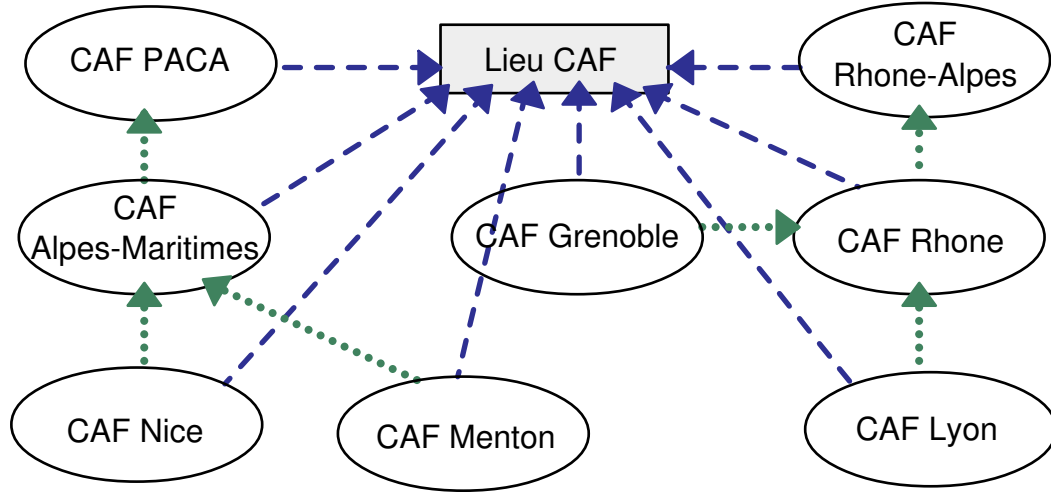 CAF PACA
Lieu CAF
CAF
Rhone-Alpes
CAF
Alpes-Maritimes
CAF Grenoble
CAF Rhone
CAF Nice
CAF Menton
CAF Lyon